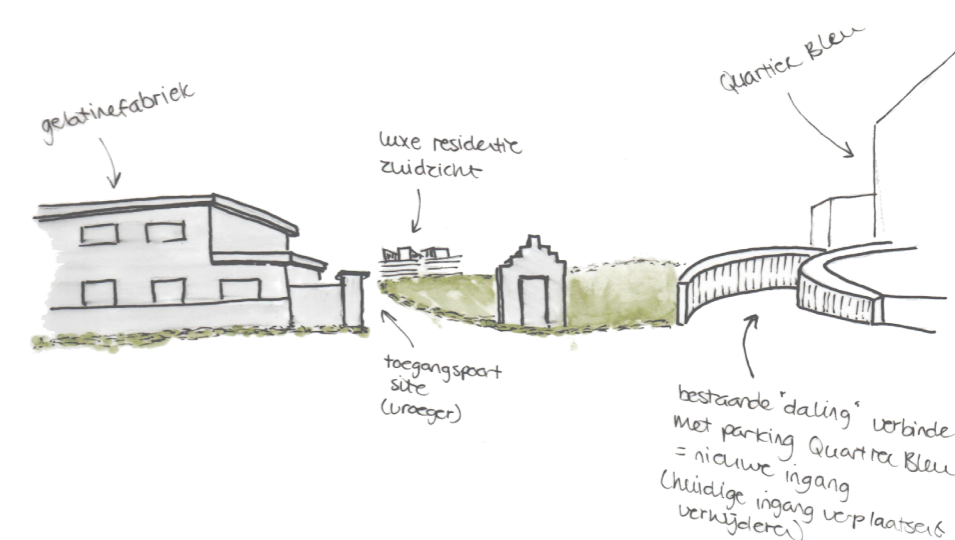 gelatinefabriek
luxe residentie
zuidzicht
Quartier Bleu
toegangspoort
site
(vroeger)
bestaande "daling" verbinde
met parking Quartier Bleu
= nieuwe ingang
(huidige ingang verplaatsen &
verwijderen)